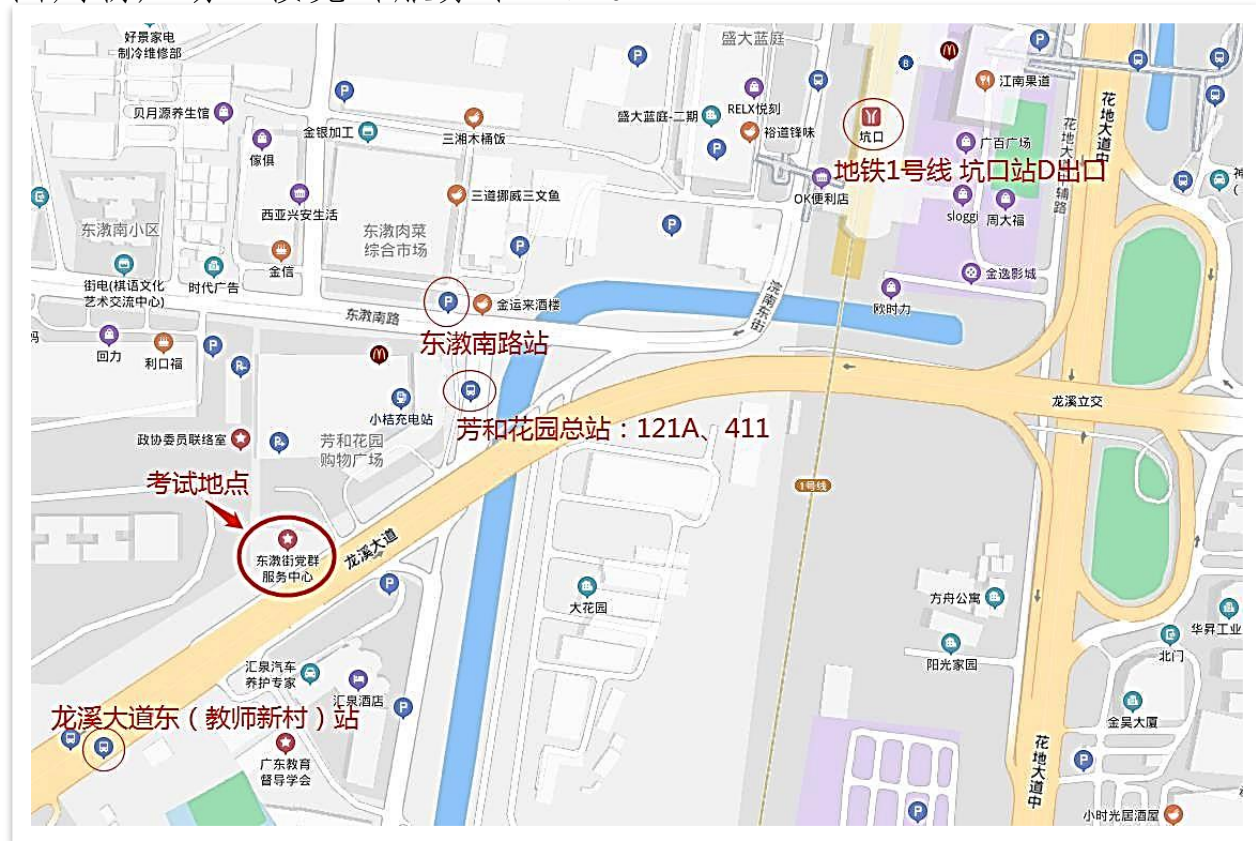 好景家电
制冷维修部
盛大蓝庭
江南果道
贝月源养生馆
金银加工
三湘木桶饭
盛大蓝庭-二期
RELX悦刻
裕道锋味
坑口
广百广场
花地大道中
傢俱
地铁1号线 坑口站D出口
西亚兴安生活
三道挪威三文鱼
OK便利店
sloggi
周大福
东漖南小区
东漖肉菜
综合市场
金信
街电(棋语文化
艺术交流中心)
时代广告
金逸影城
金运来酒楼
欧时力
浣南东街
东漖南路
东漖南路站
回力
利口福
小桔充电站
龙溪立交
芳和花园总站：121A、411
政协委员联络室
芳和花园
购物广场
考试地点
1号线
东漖街党群
服务中心
龙溪大道
大花园
方舟公寓
华昇工业
北门
阳光家园
汇泉汽车
养护专家
汇泉酒店
龙溪大道东（教师新村）站
金昊大厦
广东教育
督导学会
花地大道中
小时光居酒屋